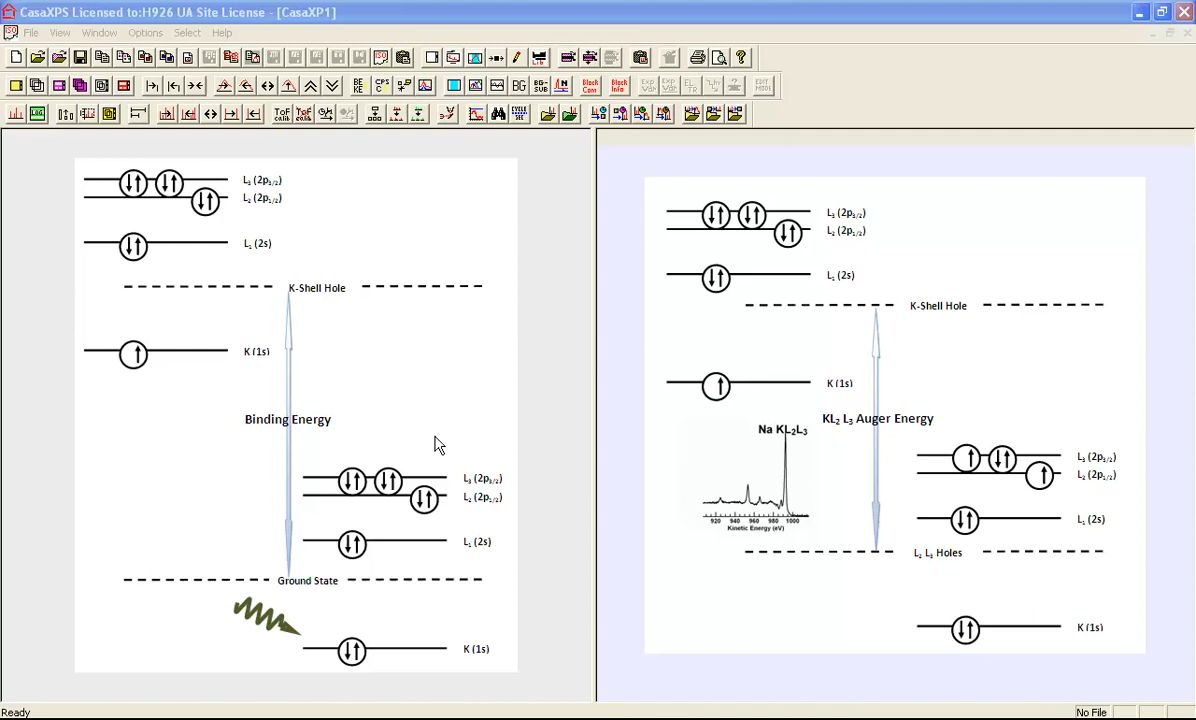 CasaXPS Licensed to:H926 UA Site License - [CasaXP1]
File View Window Options Select Help
L₃ (2p₃/₂)
L₂ (2p₁/₂)
L₁ (2s)
K-Shell Hole
K (1s)
Binding Energy
L₃ (2p₃/₂)
L₂ (2p₁/₂)
L₁ (2s)
Ground State
K (1s)
L₃ (2p₃/₂)
L₂ (2p₁/₂)
L₁ (2s)
K-Shell Hole
K (1s)
KL₂ L₃ Auger Energy
Na KL₂L₃
920 940 960 980 1000
Kinetic Energy (eV)
L₃ (2p₃/₂)
L₂ (2p₁/₂)
L₁ (2s)
L₂ L₃ Holes
K (1s)
Ready
No File